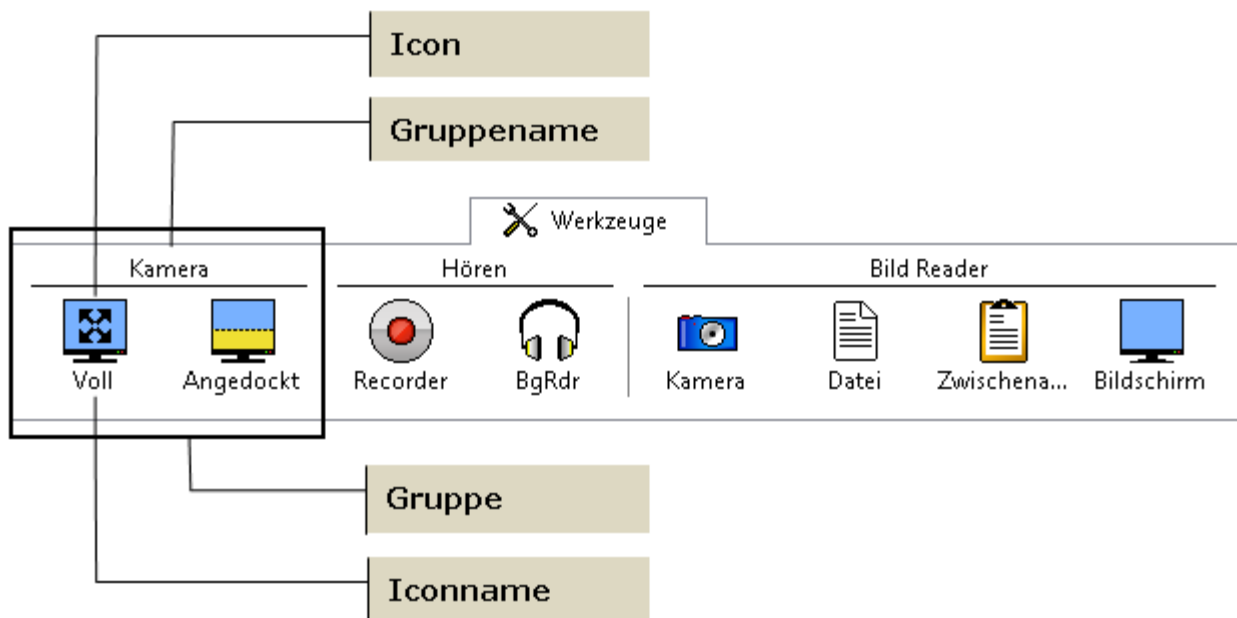 Icon
Gruppename
Werkzeuge
Kamera
Hören
Bild Reader
Voll
Angedockt
Recorder
BgRdr
Kamera
Datei
Zwischena...
Bildschirm
Gruppe
Iconname